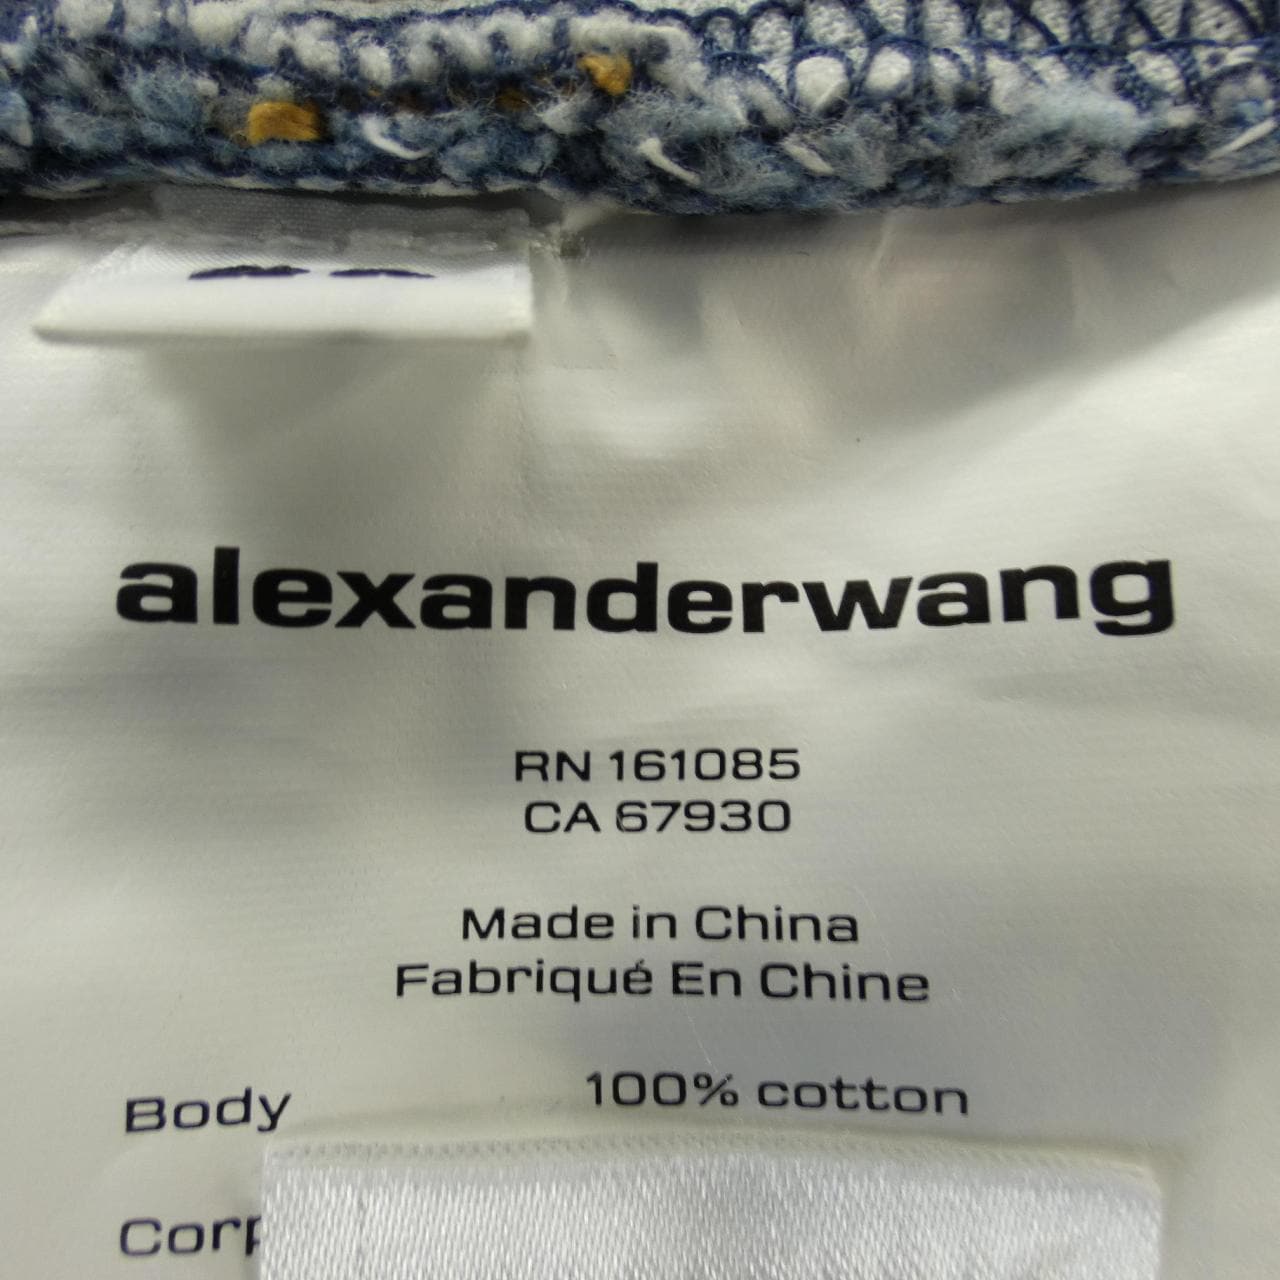 alexanderwang
RN 161085
CA 67930
Made in China
Fabriqué En Chine
Body 100% cotton